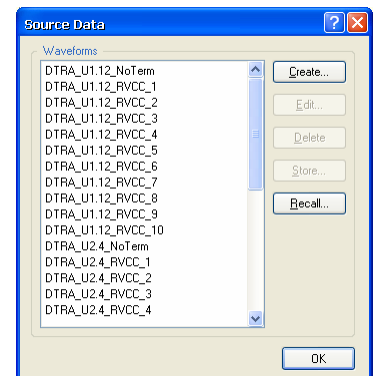 Source Data
Waveforms
DTRA_U1.12_NoTerm
DTRA_U1.12_RVCC_1
DTRA_U1.12_RVCC_2
DTRA_U1.12_RVCC_3
DTRA_U1.12_RVCC_4
DTRA_U1.12_RVCC_5
DTRA_U1.12_RVCC_6
DTRA_U1.12_RVCC_7
DTRA_U1.12_RVCC_8
DTRA_U1.12_RVCC_9
DTRA_U1.12_RVCC_10
DTRA_U2.4_NoTerm
DTRA_U2.4_RVCC_1
DTRA_U2.4_RVCC_2
DTRA_U2.4_RVCC_3
DTRA_U2.4_RVCC_4
Create...
Edit...
Delete
Store...
Recall...
OK